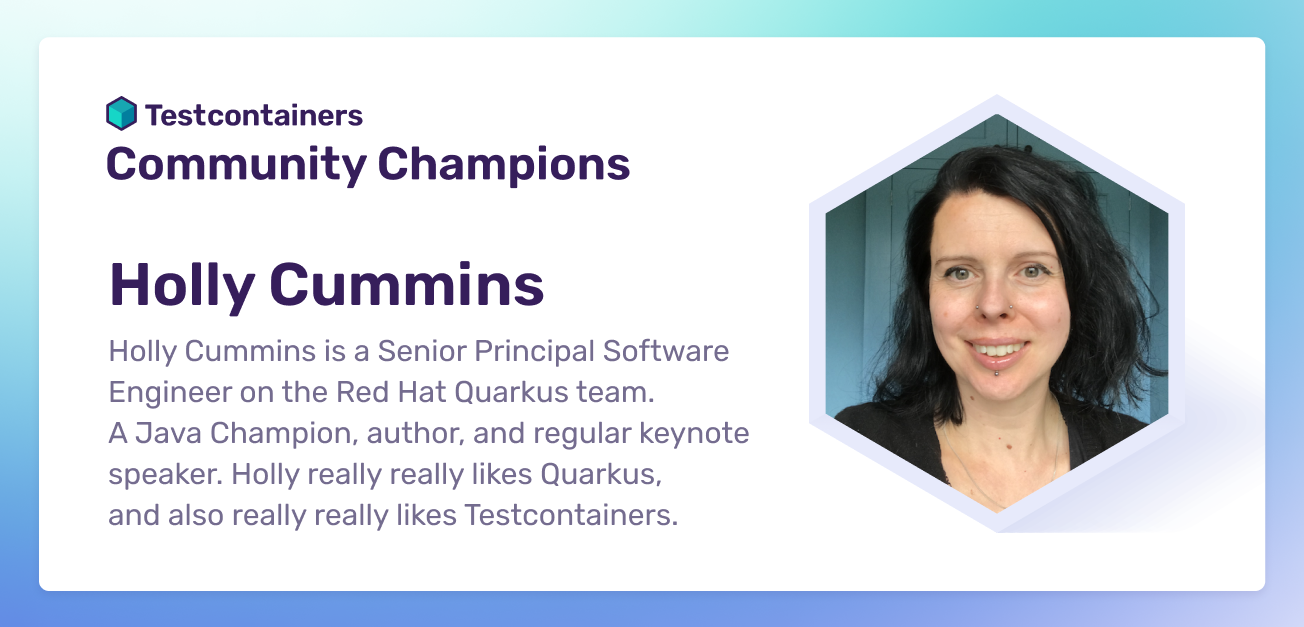 Testcontainers
Community Champions
Holly Cummins
Holly Cummins is a Senior Principal Software
Engineer on the Red Hat Quarkus team.
A Java Champion, author, and regular keynote
speaker. Holly really really likes Quarkus,
and also really really likes Testcontainers.